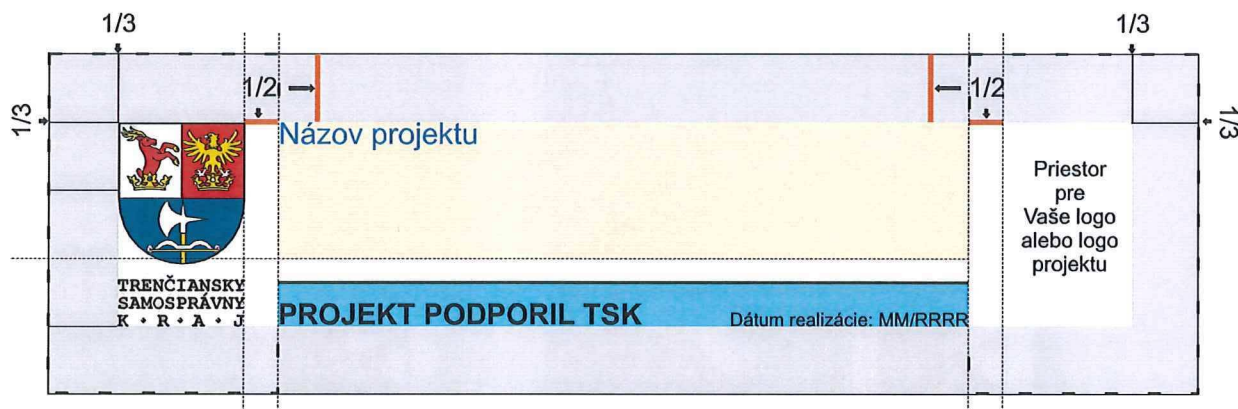 1/3
1/3
1/2
1/2
1/3
1/3
Názov projektu
Priestor
pre
Vaše logo
alebo logo
projektu
TRENČIANSKY
SAMOSPRÁVNY
K • R • A • J
PROJEKT PODPORIL TSK
Dátum realizácie: MM/RRRR